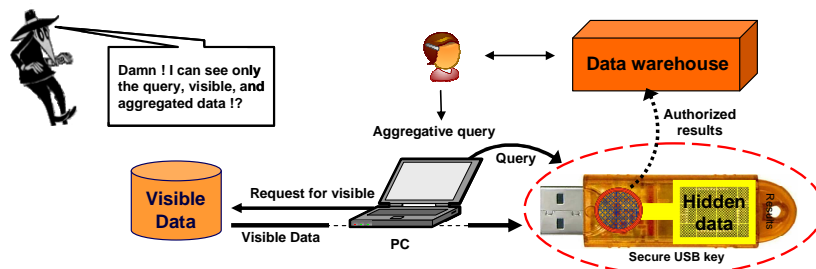 Damn ! I can see only
the query, visible, and
aggregated data !?
Data warehouse
Authorized
results
Aggregative query
Query
Visible
Data
Request for visible
Visible Data
PC
Hidden
data
Results
Secure USB key